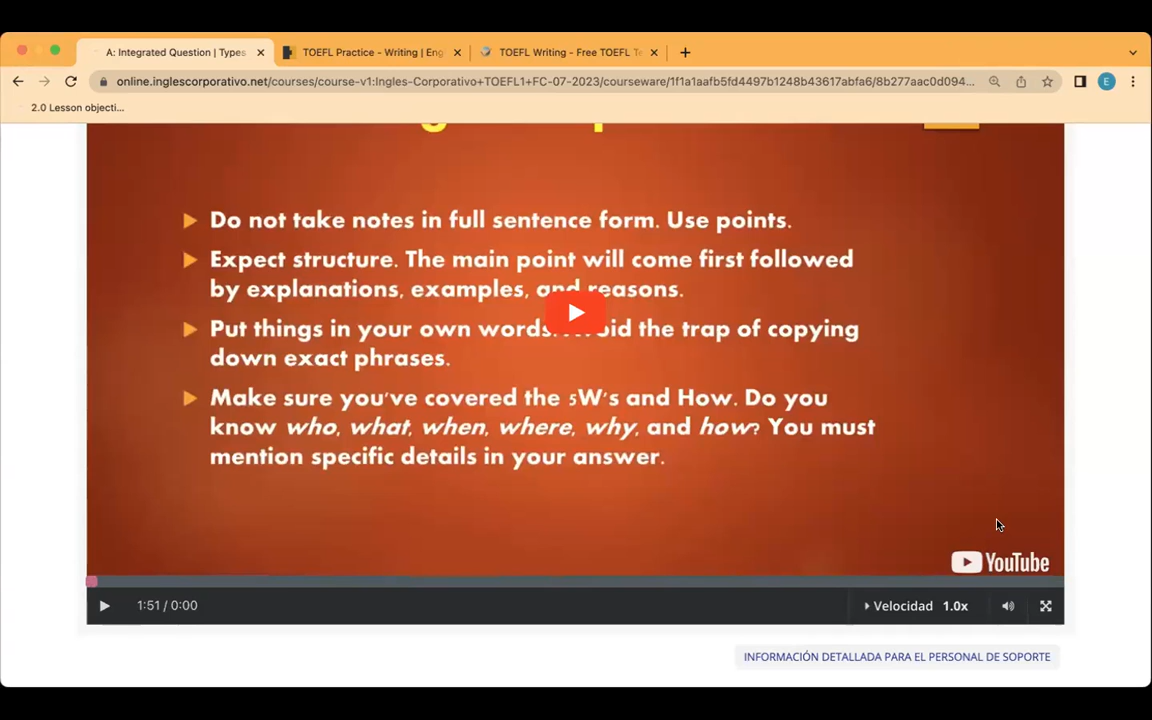 A: Integrated Question | Types
TOEFL Practice - Writing | Eng
TOEFL Writing - Free TOEFL Te
online.inglescorporativo.net/courses/course-v1:Ingles-Corporativo+TOEFL1+FC-07-2023/courseware/1f1a1aafb5fd4497b1248b43617abfa6/8b277aac0d094...
E
2.0 Lesson objecti...
Do not take notes in full sentence form. Use points.
Expect structure. The main point will come first followed
by explanations, examples, and reasons.
Put things in your own words. Avoid the trap of copying
down exact phrases.
Make sure you've covered the 5W's and How. Do you
know who, what, when, where, why, and how? You must
mention specific details in your answer.
YouTube
1:51 / 0:00
Velocidad 1.0x
INFORMACIÓN DETALLADA PARA EL PERSONAL DE SOPORTE